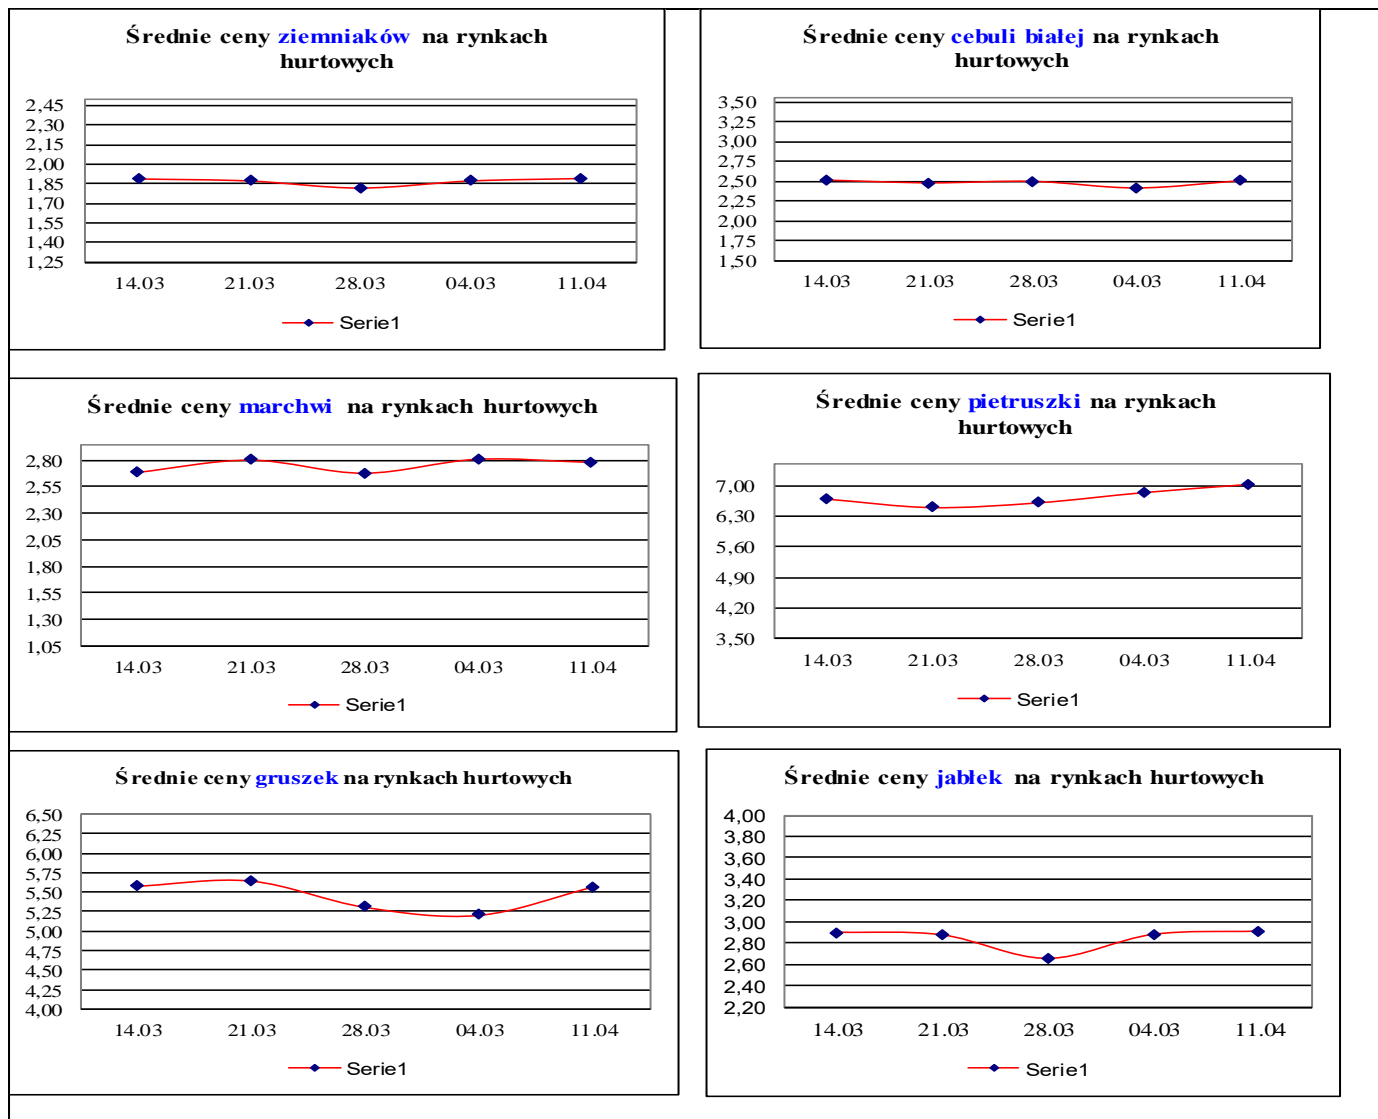 Średnie ceny ziemniaków na rynkach
hurtowych
2,45
2,30
2,15
2,00
1,85
1,70
1,55
1,40
1,25
14.03 21.03 28.03 04.03 11.04
Serie1
Średnie ceny cebuli białej na rynkach
hurtowych
3,50
3,25
3,00
2,75
2,50
2,25
2,00
1,75
1,50
14.03 21.03 28.03 04.03 11.04
Serie1
Średnie ceny marchwi na rynkach hurtowych
2,80
2,55
2,30
2,05
1,80
1,55
1,30
1,05
14.03 21.03 28.03 04.03 11.04
Serie1
Średnie ceny pietruszki na rynkach
hurtowych
7,00
6,30
5,60
4,90
4,20
3,50
14.03 21.03 28.03 04.03 11.04
Serie1
Średnie ceny gruszek na rynkach hurtowych
6,50
6,25
6,00
5,75
5,50
5,25
5,00
4,75
4,50
4,25
4,00
14.03 21.03 28.03 04.03 11.04
Serie1
Średnie ceny jabłek na rynkach hurtowych
4,00
3,80
3,60
3,40
3,20
3,00
2,80
2,60
2,40
2,20
14.03 21.03 28.03 04.03 11.04
Serie1